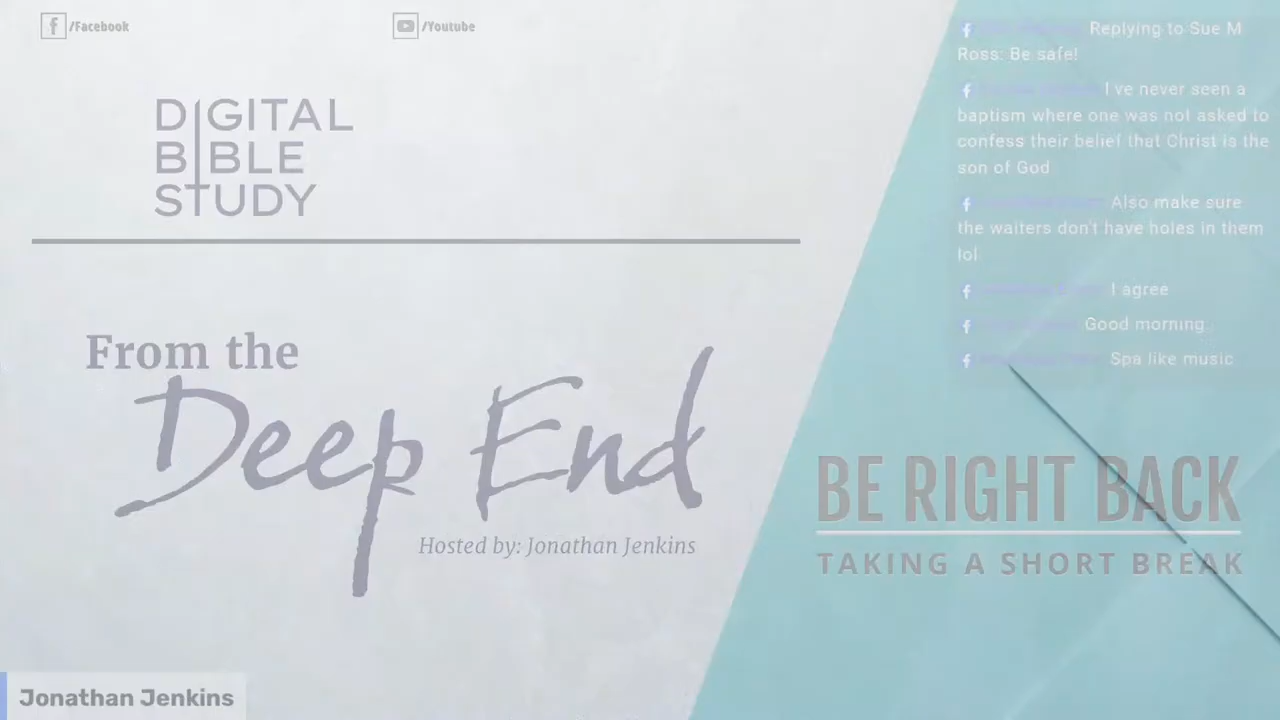 /Facebook
/Youtube
DIGITAL
BIBLE
STUDY
From the
Deep End
Hosted by: Jonathan Jenkins
Replying to Sue M
Ross: Be safe!
I ve never seen a
baptism where one was not asked to
confess their belief that Christ is the
son of God
Also make sure
the waiters don't have holes in them
lol
I agree
Good morning.
Spa like music
BE RIGHT BACK
TAKING A SHORT BREAK
Jonathan Jenkins